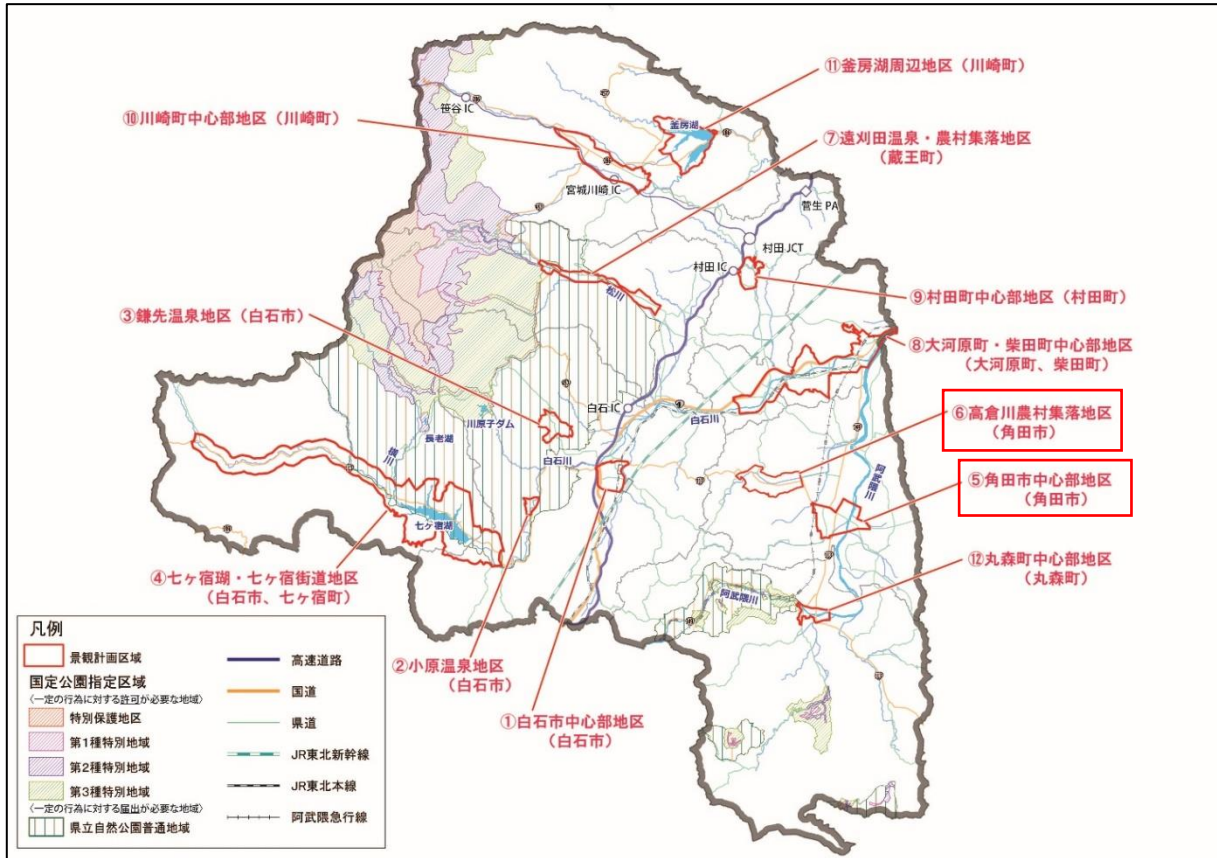 ⑪釜房湖周辺地区（川崎町）
笹谷 IC
⑩川崎町中心部地区（川崎町）
釜房湖
⑦遠刈田温泉・農村集落地区
（蔵王町）
宮城川崎 IC
菅生 PA
村田 JCT
村田 IC
松川
⑨村田町中心部地区（村田町）
③鎌先温泉地区（白石市）
⑧大河原町・柴田町中心部地区
（大河原町、柴田町）
白石 IC
白石川
川原子ダム
長老湖
横川
白石川
⑥高倉川農村集落地区
（角田市）
阿武隈川
⑤角田市中心部地区
（角田市）
七ヶ宿湖
④七ヶ宿瑚・七ヶ宿街道地区
（白石市、七ヶ宿町）
⑫丸森町中心部地区
（丸森町）
阿武隈川
②小原温泉地区
（白石市）
①白石市中心部地区
（白石市）
凡例
景観計画区域
国定公園指定区域
〈一定の行為に対する許可が必要な地域〉
特別保護地区
第1種特別地域
第2種特別地域
第3種特別地域
〈一定の行為に対する届出が必要な地域〉
県立自然公園普通地域
高速道路
国道
県道
JR東北新幹線
JR東北本線
阿武隈急行線